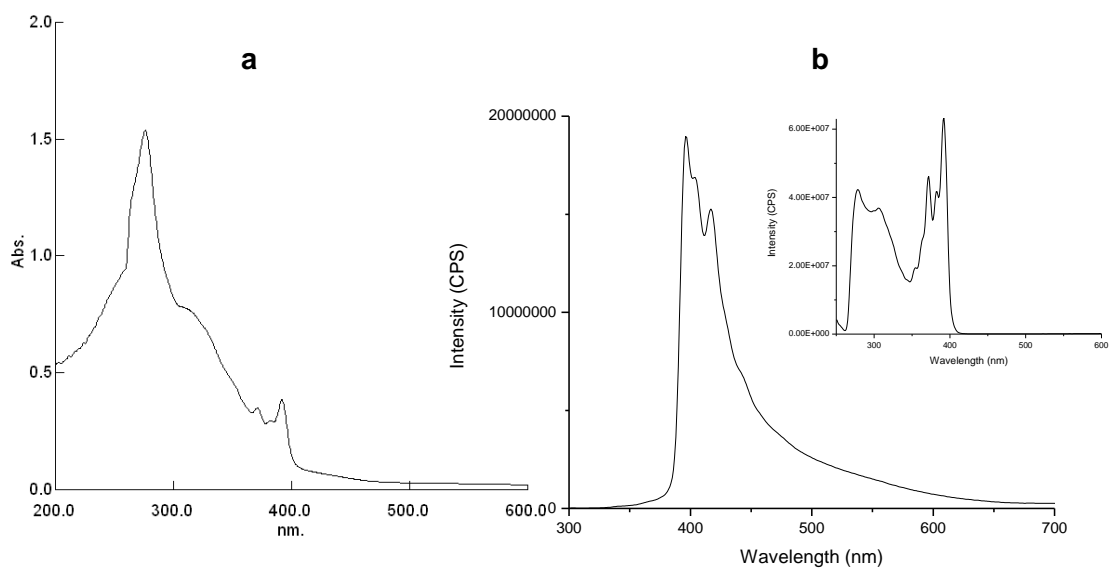 a
2.0
1.5
1.0
0.5
0.0
Abs.
200.0 300.0 400.0 500.0 600.0
nm.
b
20000000
10000000
0
Intensity (CPS)
300 400 500 600 700
Wavelength (nm)
6.00E+007
4.00E+007
2.00E+007
0.00E+000
Intensity (CPS)
300 400 500 600
Wavelength (nm)